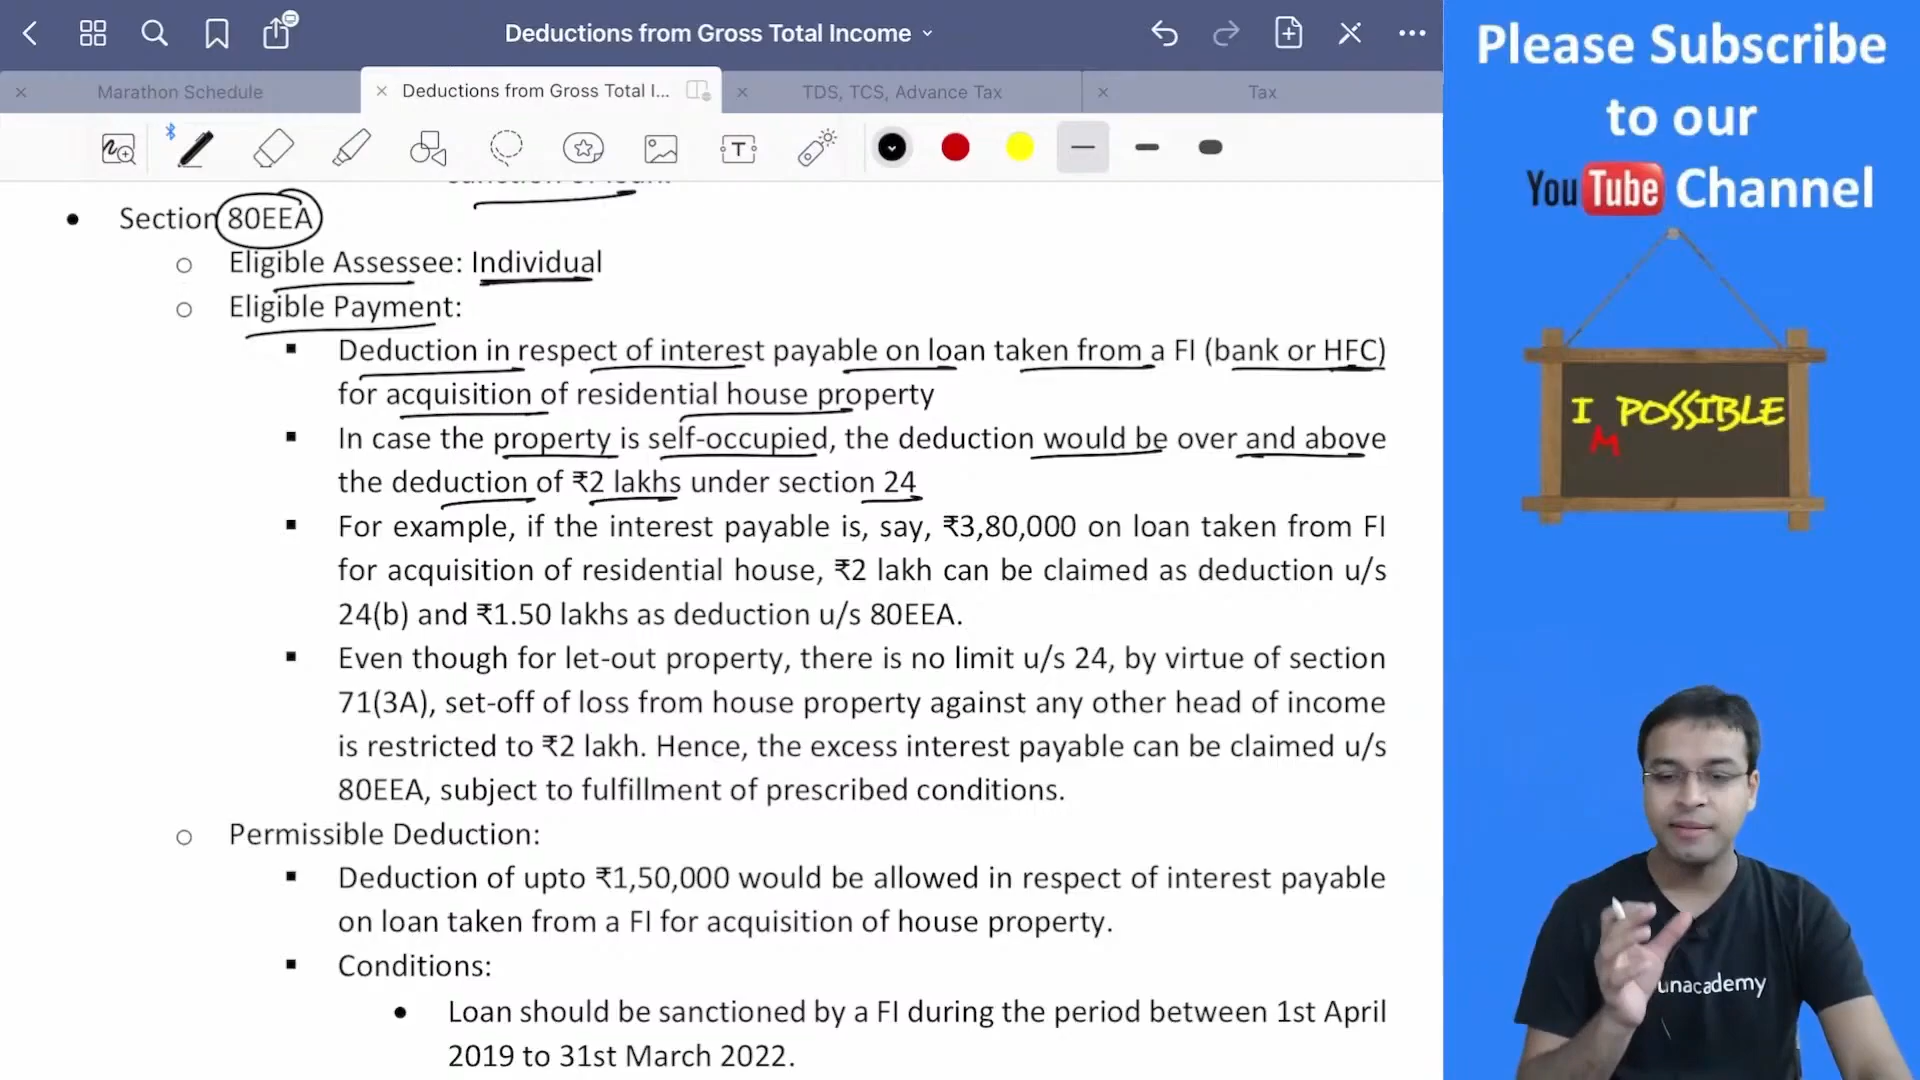 Deductions from Gross Total Income
Please Subscribe
to our
YouTube Channel
Marathon Schedule
Deductions from Gross Total I...
TDS, TCS, Advance Tax
Tax
T
• Section 80EEA
o Eligible Assessee: Individual
o Eligible Payment:
▪ Deduction in respect of interest payable on loan taken from a FI (bank or HFC)
for acquisition of residential house property
▪ In case the property is self-occupied, the deduction would be over and above
the deduction of ₹2 lakhs under section 24
▪ For example, if the interest payable is, say, ₹3,80,000 on loan taken from FI
for acquisition of residential house, ₹2 lakh can be claimed as deduction u/s
24(b) and ₹1.50 lakhs as deduction u/s 80EEA.
▪ Even though for let-out property, there is no limit u/s 24, by virtue of section
71(3A), set-off of loss from house property against any other head of income
is restricted to ₹2 lakh. Hence, the excess interest payable can be claimed u/s
80EEA, subject to fulfillment of prescribed conditions.
o Permissible Deduction:
▪ Deduction of upto ₹1,50,000 would be allowed in respect of interest payable
on loan taken from a FI for acquisition of house property.
▪ Conditions:
• Loan should be sanctioned by a FI during the period between 1st April
2019 to 31st March 2022.
I POSSIBLE
M
unacademy